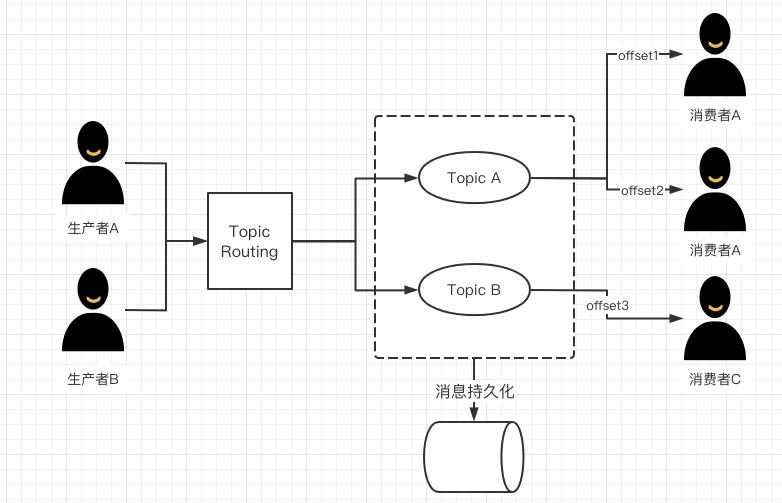 生产者A
生产者B
Topic
Routing
Topic A
Topic B
消息持久化
offset1
消费者A
offset2
消费者A
offset3
消费者C